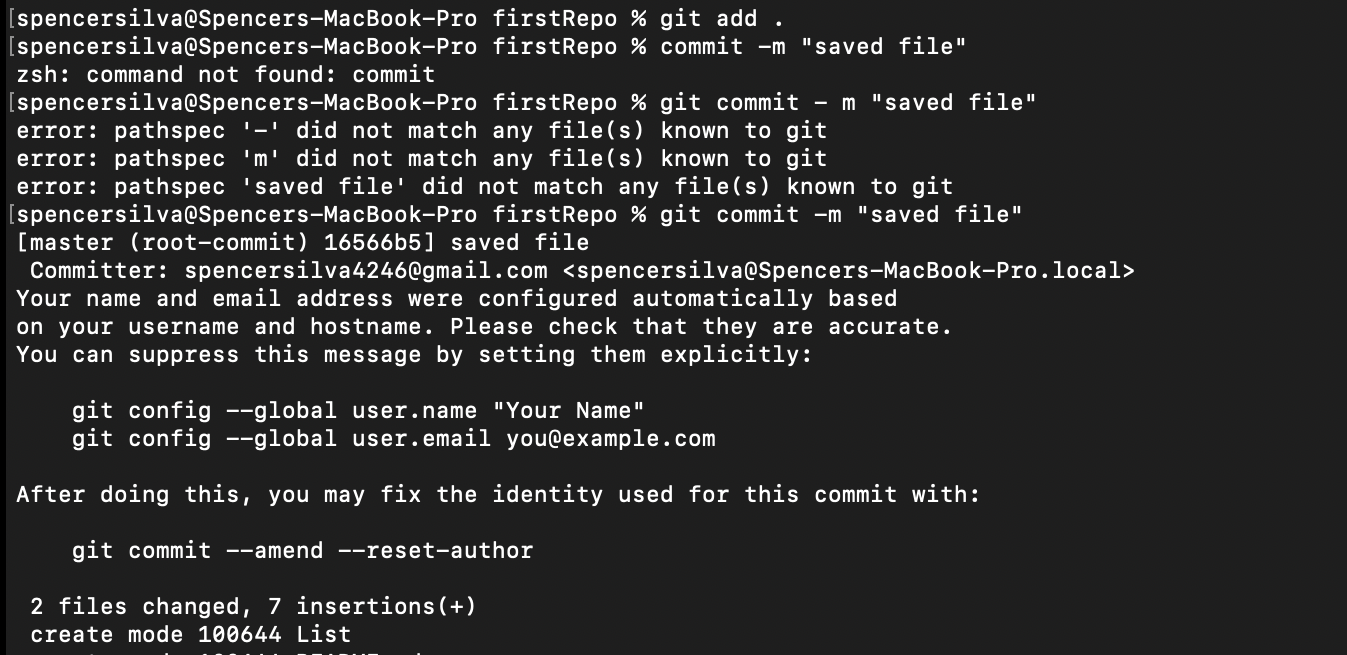 [spencersilva@Spencers-MacBook-Pro firstRepo % git add .
[spencersilva@Spencers-MacBook-Pro firstRepo % commit -m "saved file"
zsh: command not found: commit
[spencersilva@Spencers-MacBook-Pro firstRepo % git commit - m "saved file"
error: pathspec '-' did not match any file(s) known to git
error: pathspec 'm' did not match any file(s) known to git
error: pathspec 'saved file' did not match any file(s) known to git
[spencersilva@Spencers-MacBook-Pro firstRepo % git commit -m "saved file"
[master (root-commit) 16566b5] saved file
Committer: spencersilva4246@gmail.com <spencersilva@Spencers-MacBook-Pro.local>
Your name and email address were configured automatically based
on your username and hostname. Please check that they are accurate.
You can suppress this message by setting them explicitly:
git config --global user.name "Your Name"
git config --global user.email you@example.com
After doing this, you may fix the identity used for this commit with:
git commit --amend --reset-author
2 files changed, 7 insertions(+)
create mode 100644 List